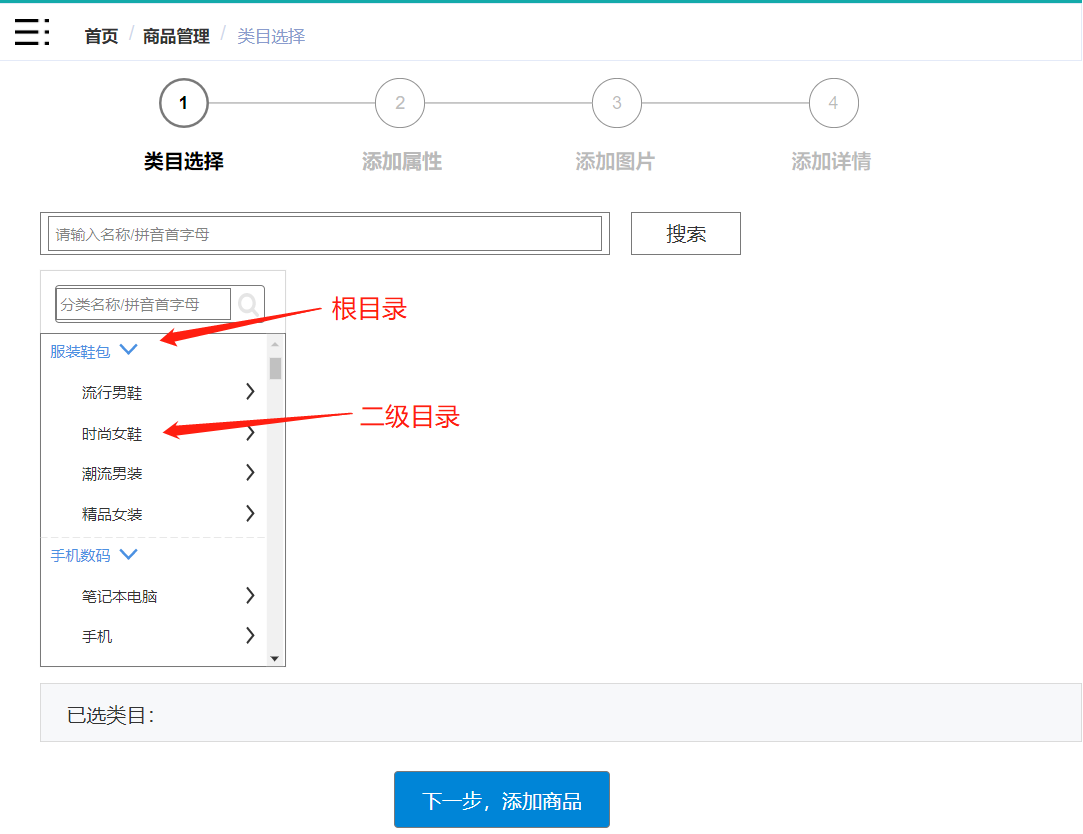 首页 / 商品管理 / 类目选择
1 2 3 4
类目选择 添加属性 添加图片 添加详情
请输入名称/拼音首字母 搜索
分类名称/拼音首字母
根目录
服装鞋包
流行男鞋
二级目录
时尚女鞋
潮流男装
精品女装
手机数码
笔记本电脑
手机
已选类目：
下一步，添加商品